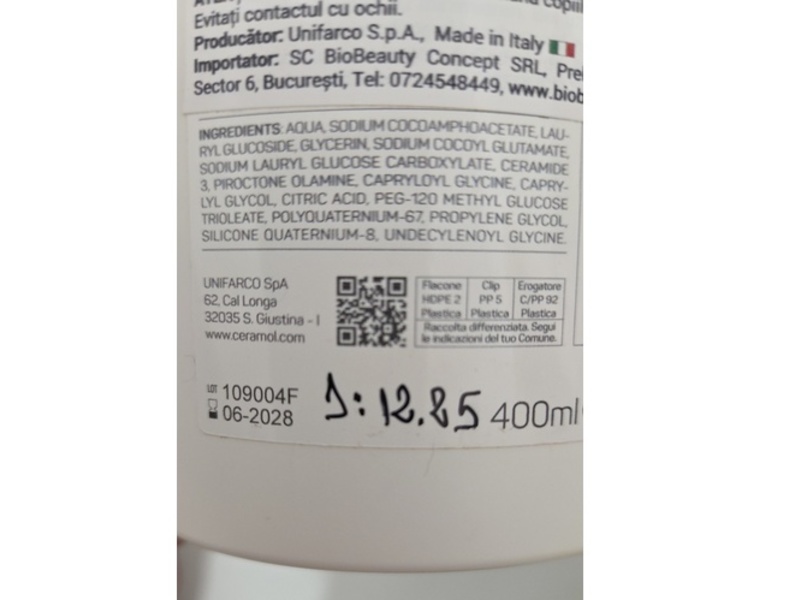 copiil
Evitați contactul cu ochii.
Producător: Unifarco S.p.A., Made in Italy
Importator: SC BioBeauty Concept SRL, Prel
Sector 6, București, Tel: 0724548449, www.biob
INGREDIENTS: AQUA, SODIUM COCOAMPHOACETATE, LAU-
RYL GLUCOSIDE, GLYCERIN, SODIUM COCOYL GLUTAMATE,
SODIUM LAURYL GLUCOSE CARBOXYLATE, CERAMIDE
3, PIROCTONE OLAMINE, CAPRYLOYL GLYCINE, CAPRY-
LYL GLYCOL, CITRIC ACID, PEG-120 METHYL GLUCOSE
TRIOLEATE, POLYQUATERNIUM-67, PROPYLENE GLYCOL,
SILICONE QUATERNIUM-8, UNDECYLENOYL GLYCINE.
UNIFARCO SpA
62, Cal Longa
32035 S. Giustina - I
www.ceramol.com
Flacone Clip Erogatore
HDPE 2 PP 5 C/PP 92
Plastica Plastica Plastica
Raccolta differenziata. Segui
le indicazioni del tuo Comune.
LOT 109004F
06-2028
J: 12.85
400ml